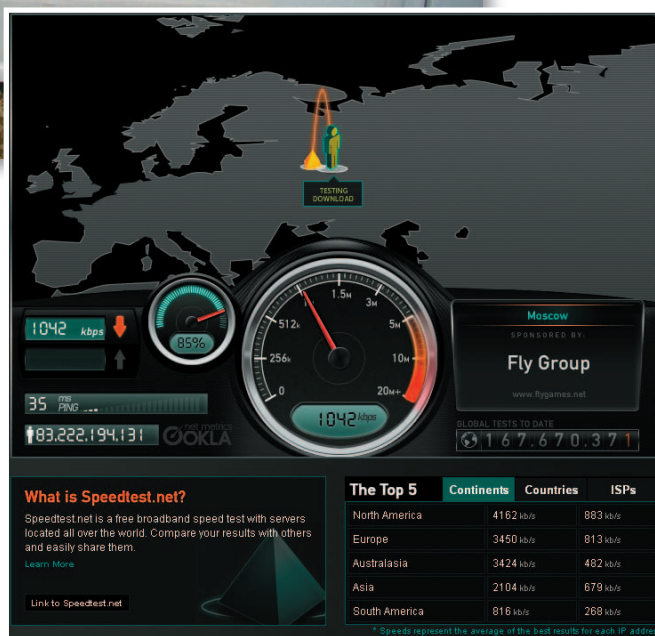 TESTING
DOWNLOAD
1042 kbps
85%
35 ms PING
83.222.194.131
net metrics
OOKLA
0
256k
512k
1M
1.5M
3M
5M
10M
20M+
1042 kbps
Moscow
SPONSORED BY:
Fly Group
www.flygames.net
GLOBAL TESTS TO DATE
167.670.371
What is Speedtest.net?
Speedtest.net is a free broadband speed test with servers
located all over the world. Compare your results with others
and easily share them.
Learn More
Link to Speedtest.net
The Top 5 Continents Countries ISPs
North America 4162 kb/s 883 kb/s
Europe 3450 kb/s 813 kb/s
Australasia 3424 kb/s 482 kb/s
Asia 2104 kb/s 679 kb/s
South America 816 kb/s 268 kb/s
* Speeds represent the average of the best results for each IP addre